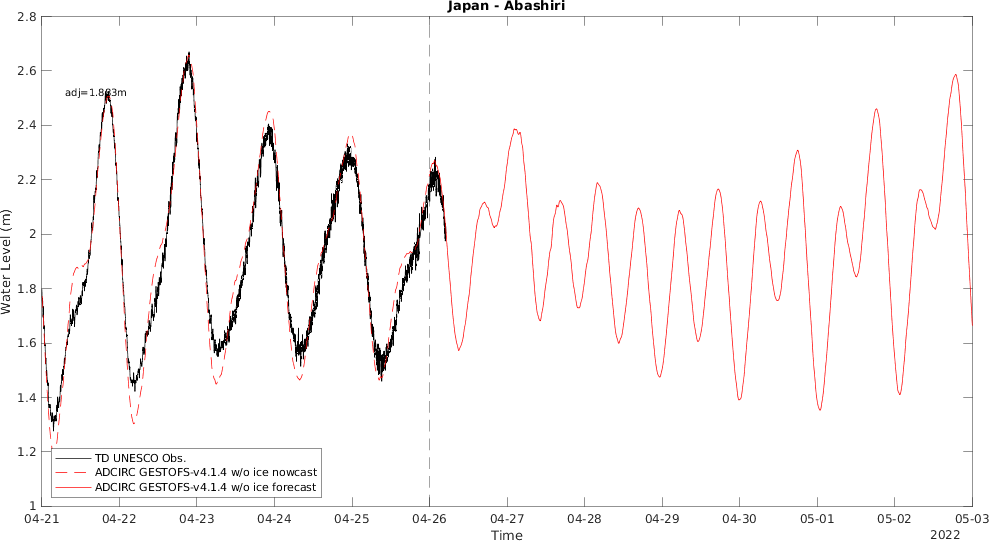 Japan - Abashiri
2.8
2.6
2.4
2.2
2
1.8
1.6
1.4
1.2
1
Water Level (m)
adj=1.803m
TD UNESCO Obs.
ADCIRC GESTOFS-v4.1.4 w/o ice nowcast
ADCIRC GESTOFS-v4.1.4 w/o ice forecast
04-21 04-22 04-23 04-24 04-25 04-26 04-27 04-28 04-29 04-30 05-01 05-02 05-03
Time
2022